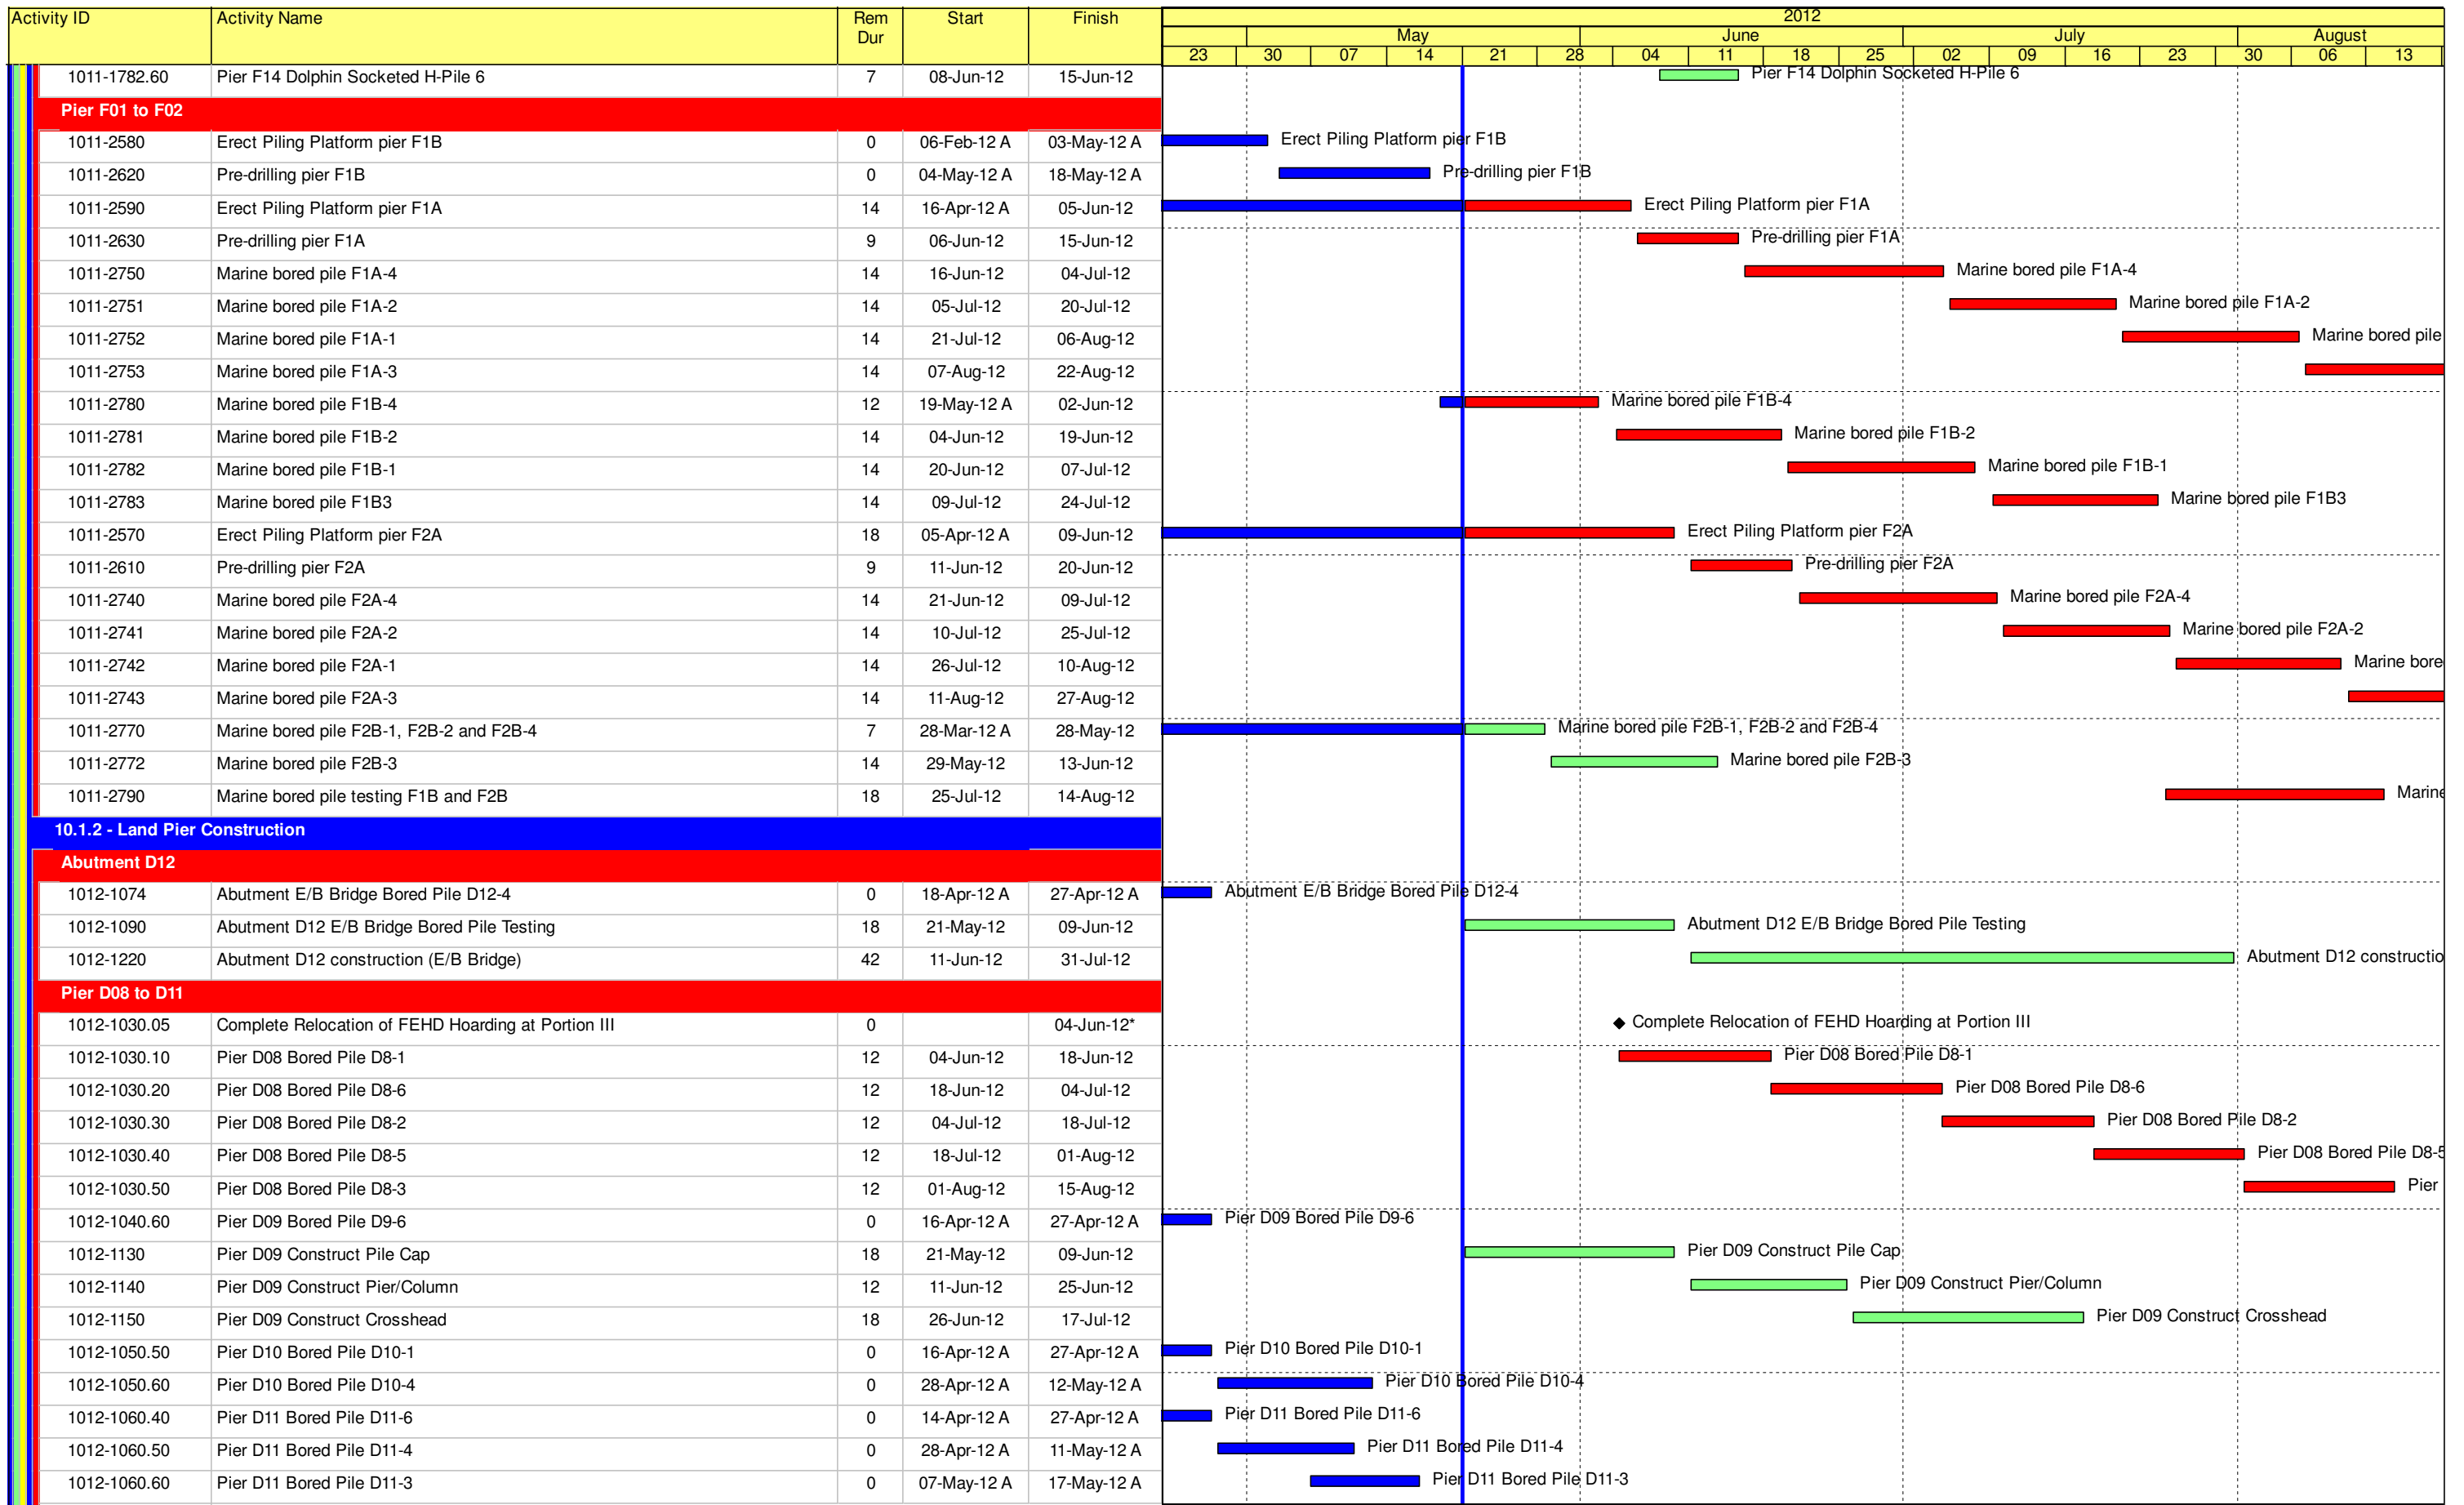 Activity ID Activity Name Rem Dur Start Finish 2012
May June July August
23 30 07 14 21 28 04 11 18 25 02 09 16 23 30 06 13
1011-1782.60 Pier F14 Dolphin Socketed H-Pile 6 7 08-Jun-12 15-Jun-12 Pier F14 Dolphin Socketed H-Pile 6
Pier F01 to F02
1011-2580 Erect Piling Platform pier F1B 0 06-Feb-12 A 03-May-12 A Erect Piling Platform pier F1B
1011-2620 Pre-drilling pier F1B 0 04-May-12 A 18-May-12 A Pre-drilling pier F1B
1011-2590 Erect Piling Platform pier F1A 14 16-Apr-12 A 05-Jun-12 Erect Piling Platform pier F1A
1011-2630 Pre-drilling pier F1A 9 06-Jun-12 15-Jun-12 Pre-drilling pier F1A
1011-2750 Marine bored pile F1A-4 14 16-Jun-12 04-Jul-12 Marine bored pile F1A-4
1011-2751 Marine bored pile F1A-2 14 05-Jul-12 20-Jul-12 Marine bored pile F1A-2
1011-2752 Marine bored pile F1A-1 14 21-Jul-12 06-Aug-12 Marine bored pile
1011-2753 Marine bored pile F1A-3 14 07-Aug-12 22-Aug-12
1011-2780 Marine bored pile F1B-4 12 19-May-12 A 02-Jun-12 Marine bored pile F1B-4
1011-2781 Marine bored pile F1B-2 14 04-Jun-12 19-Jun-12 Marine bored pile F1B-2
1011-2782 Marine bored pile F1B-1 14 20-Jun-12 07-Jul-12 Marine bored pile F1B-1
1011-2783 Marine bored pile F1B3 14 09-Jul-12 24-Jul-12 Marine bored pile F1B3
1011-2570 Erect Piling Platform pier F2A 18 05-Apr-12 A 09-Jun-12 Erect Piling Platform pier F2A
1011-2610 Pre-drilling pier F2A 9 11-Jun-12 20-Jun-12 Pre-drilling pier F2A
1011-2740 Marine bored pile F2A-4 14 21-Jun-12 09-Jul-12 Marine bored pile F2A-4
1011-2741 Marine bored pile F2A-2 14 10-Jul-12 25-Jul-12 Marine bored pile F2A-2
1011-2742 Marine bored pile F2A-1 14 26-Jul-12 10-Aug-12 Marine bore
1011-2743 Marine bored pile F2A-3 14 11-Aug-12 27-Aug-12
1011-2770 Marine bored pile F2B-1, F2B-2 and F2B-4 7 28-Mar-12 A 28-May-12 Marine bored pile F2B-1, F2B-2 and F2B-4
1011-2772 Marine bored pile F2B-3 14 29-May-12 13-Jun-12 Marine bored pile F2B-3
1011-2790 Marine bored pile testing F1B and F2B 18 25-Jul-12 14-Aug-12 Marine
10.1.2 - Land Pier Construction
Abutment D12
1012-1074 Abutment E/B Bridge Bored Pile D12-4 0 18-Apr-12 A 27-Apr-12 A Abutment E/B Bridge Bored Pile D12-4
1012-1090 Abutment D12 E/B Bridge Bored Pile Testing 18 21-May-12 09-Jun-12 Abutment D12 E/B Bridge Bored Pile Testing
1012-1220 Abutment D12 construction (E/B Bridge) 42 11-Jun-12 31-Jul-12 Abutment D12 constructio
Pier D08 to D11
1012-1030.05 Complete Relocation of FEHD Hoarding at Portion III 0 04-Jun-12* Complete Relocation of FEHD Hoarding at Portion III
1012-1030.10 Pier D08 Bored Pile D8-1 12 04-Jun-12 18-Jun-12 Pier D08 Bored Pile D8-1
1012-1030.20 Pier D08 Bored Pile D8-6 12 18-Jun-12 04-Jul-12 Pier D08 Bored Pile D8-6
1012-1030.30 Pier D08 Bored Pile D8-2 12 04-Jul-12 18-Jul-12 Pier D08 Bored Pile D8-2
1012-1030.40 Pier D08 Bored Pile D8-5 12 18-Jul-12 01-Aug-12 Pier D08 Bored Pile D8-5
1012-1030.50 Pier D08 Bored Pile D8-3 12 01-Aug-12 15-Aug-12 Pier
1012-1040.60 Pier D09 Bored Pile D9-6 0 16-Apr-12 A 27-Apr-12 A Pier D09 Bored Pile D9-6
1012-1130 Pier D09 Construct Pile Cap 18 21-May-12 09-Jun-12 Pier D09 Construct Pile Cap
1012-1140 Pier D09 Construct Pier/Column 12 11-Jun-12 25-Jun-12 Pier D09 Construct Pier/Column
1012-1150 Pier D09 Construct Crosshead 18 26-Jun-12 17-Jul-12 Pier D09 Construct Crosshead
1012-1050.50 Pier D10 Bored Pile D10-1 0 16-Apr-12 A 27-Apr-12 A Pier D10 Bored Pile D10-1
1012-1050.60 Pier D10 Bored Pile D10-4 0 28-Apr-12 A 12-May-12 A Pier D10 Bored Pile D10-4
1012-1060.40 Pier D11 Bored Pile D11-6 0 14-Apr-12 A 27-Apr-12 A Pier D11 Bored Pile D11-6
1012-1060.50 Pier D11 Bored Pile D11-4 0 28-Apr-12 A 11-May-12 A Pier D11 Bored Pile D11-4
1012-1060.60 Pier D11 Bored Pile D11-3 0 07-May-12 A 17-May-12 A Pier D11 Bored Pile D11-3